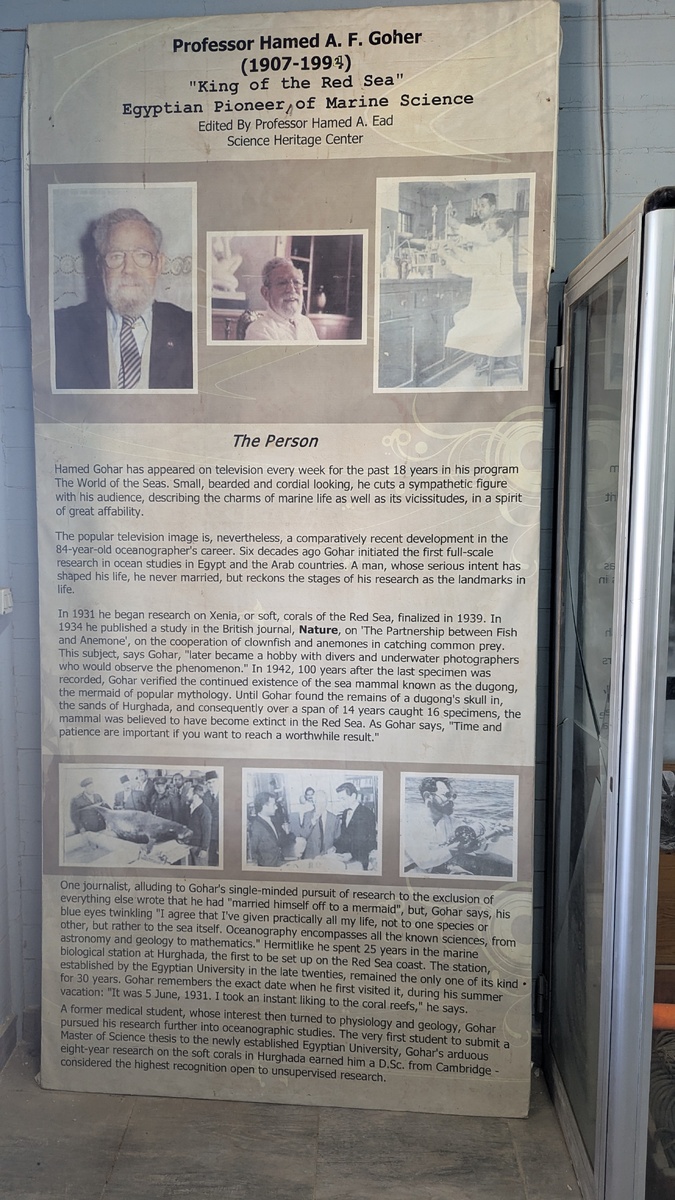 Professor Hamed A. F. Goher
(1907-1994)
"King of the Red Sea"
Egyptian Pioneer, of Marine Science
Edited By Professor Hamed A. Ead
Science Heritage Center
The Person
Hamed Gohar has appeared on television every week for the past 18 years in his program
The World of the Seas. Small, bearded and cordial looking, he cuts a sympathetic figure
with his audience, describing the charms of marine life as well as its vicissitudes, in a spirit
of great affability.
The popular television image is, nevertheless, a comparatively recent development in the
84-year-old oceanographer's career. Six decades ago Gohar initiated the first full-scale
research in ocean studies in Egypt and the Arab countries. A man, whose serious intent has
shaped his life, he never married, but reckons the stages of his research as the landmarks in
life.
In 1931 he began research on Xenia, or soft, corals of the Red Sea, finalized in 1939. In
1934 he published a study in the British journal, Nature, on 'The Partnership between Fish
and Anemone', on the cooperation of clownfish and anemones in catching common prey.
This subject, says Gohar, "later became a hobby with divers and underwater photographers
who would observe the phenomenon." In 1942, 100 years after the last specimen was
recorded, Gohar verified the continued existence of the sea mammal known as the dugong,
the mermaid of popular mythology. Until Gohar found the remains of a dugong's skull in,
the sands of Hurghada, and consequently over a span of 14 years caught 16 specimens, the
mammal was believed to have become extinct in the Red Sea. As Gohar says, "Time and
patience are important if you want to reach a worthwhile result."
One journalist, alluding to Gohar's single-minded pursuit of research to the exclusion of
everything else wrote that he had "married himself off to a mermaid", but, Gohar says, his
blue eyes twinkling "I agree that I've given practically all my life, not to one species or
other, but rather to the sea itself. Oceanography encompasses all the known sciences, from
astronomy and geology to mathematics." Hermitlike he spent 25 years in the marine
biological station at Hurghada, the first to be set up on the Red Sea coast. The station,
established by the Egyptian University in the late twenties, remained the only one of its kind •
for 30 years. Gohar remembers the exact date when he first visited it, during his summer
vacation: "It was 5 June, 1931. I took an instant liking to the coral reefs," he says.
A former medical student, whose interest then turned to physiology and geology, Gohar
pursued his research further into oceanographic studies. The very first student to submit a
Master of Science thesis to the newly established Egyptian University, Gohar's arduous
eight-year research on the soft corals in Hurghada earned him a D.Sc. from Cambridge -
considered the highest recognition open to unsupervised research.